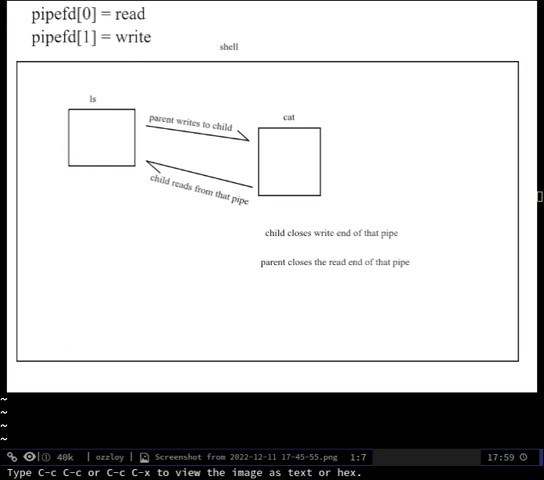 pipefd[0] = read
pipefd[1] = write
shell
ls
parent writes to child
cat
child reads from that pipe
child closes write end of that pipe
parent closes the read end of that pipe
~
~
~
~
40k | ozzloy | Screenshot from 2022-12-11 17-45-55.png 1:7 17:59
Type C-c C-c or C-c C-x to view the image as text or hex.